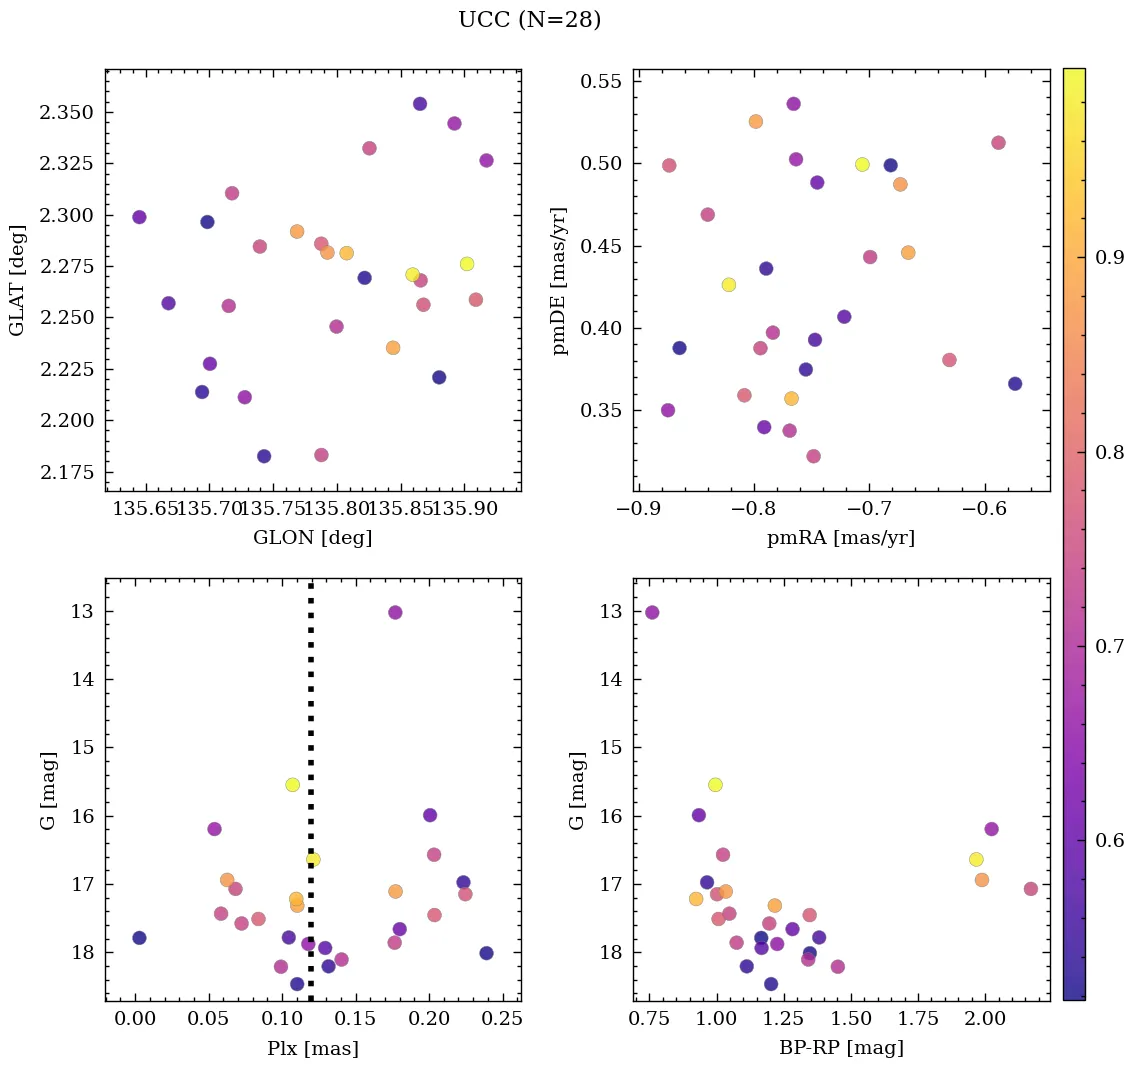 UCC (N=28)
2.350
2.325
2.300
2.275
2.250
2.225
2.200
2.175
GLAT [deg]
135.65 135.70 135.75 135.80 135.85 135.90
GLON [deg]
0.55
0.50
0.45
0.40
0.35
pmDE [mas/yr]
−0.9 −0.8 −0.7 −0.6
pmRA [mas/yr]
13
14
15
16
17
18
G [mag]
0.00 0.05 0.10 0.15 0.20 0.25
Plx [mas]
13
14
15
16
17
18
G [mag]
0.75 1.00 1.25 1.50 1.75 2.00
BP-RP [mag]
0.9
0.8
0.7
0.6